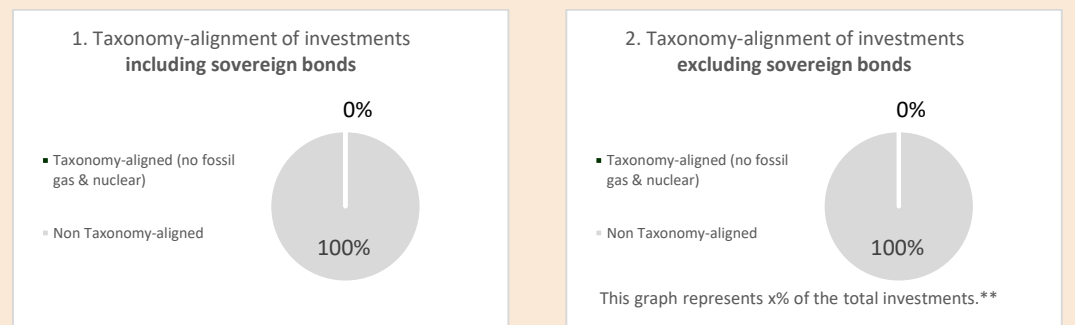 1. Taxonomy-alignment of investments
including sovereign bonds
0%
Taxonomy-aligned (no fossil
gas & nuclear)
Non Taxonomy-aligned
100%
2. Taxonomy-alignment of investments
excluding sovereign bonds
0%
Taxonomy-aligned (no fossil
gas & nuclear)
Non Taxonomy-aligned
100%
This graph represents x% of the total investments.**